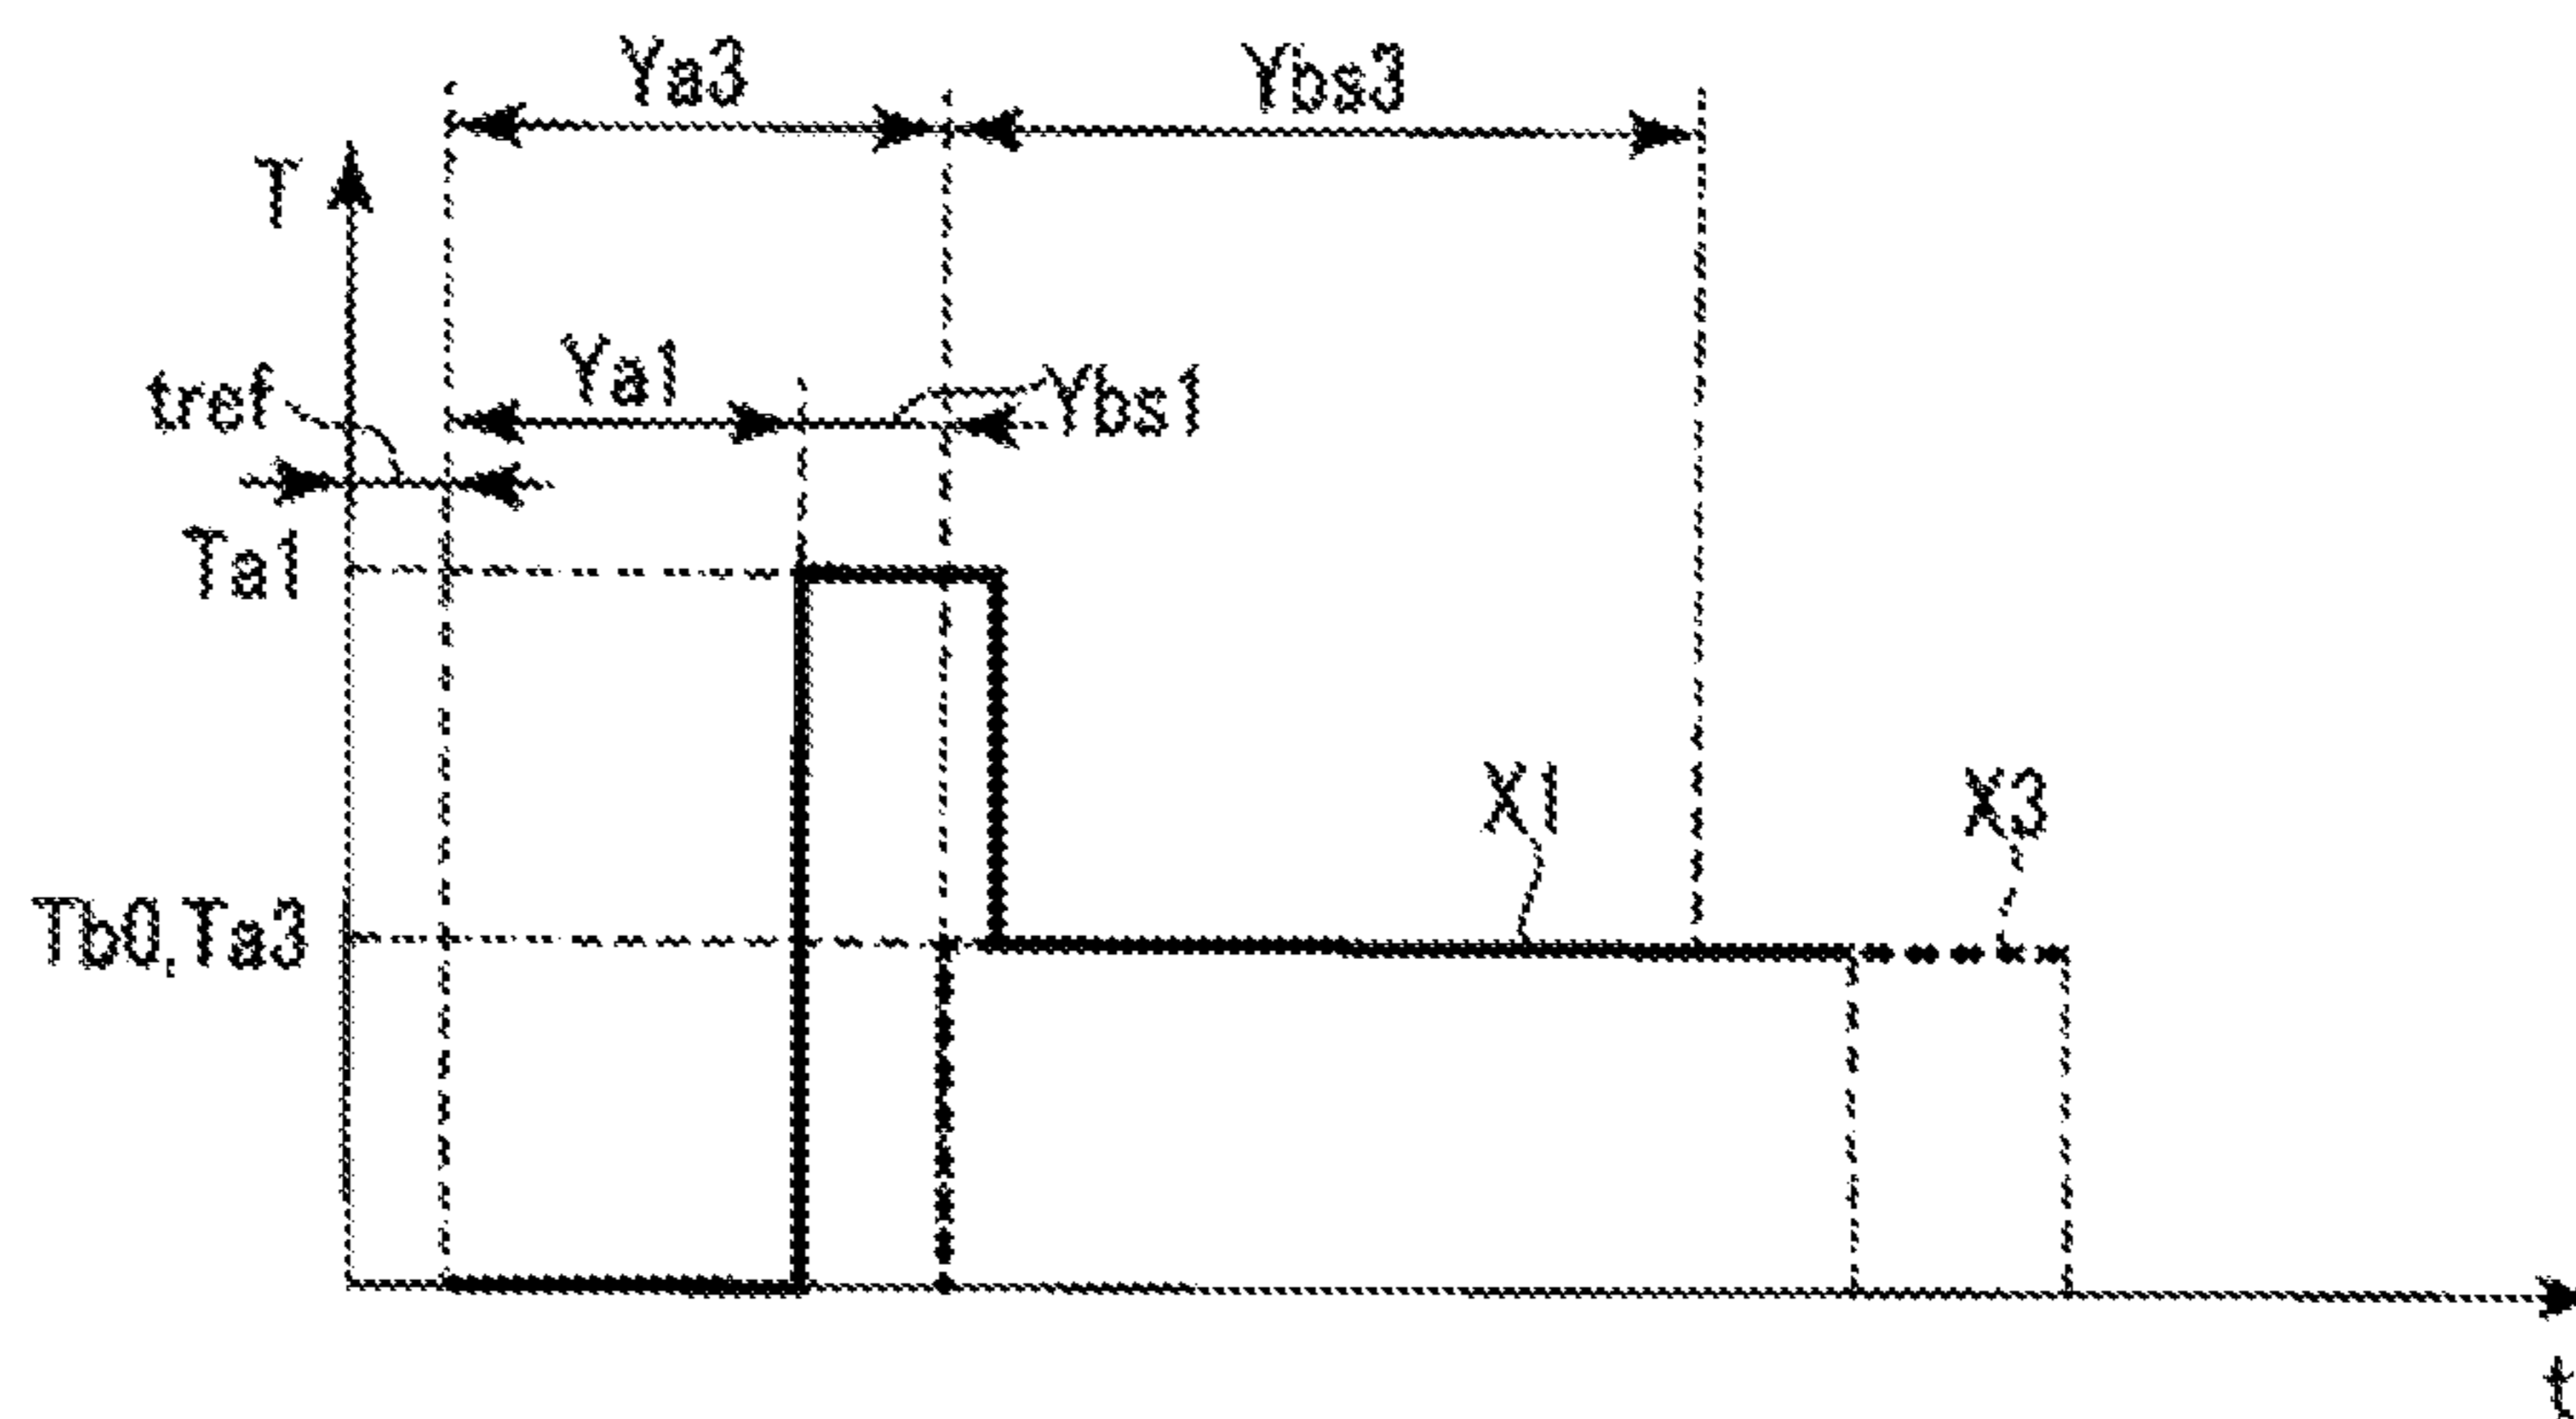 Ya3
Ybs3
T
Ya1
tref
Ybs1
Ta1
X1
X3
Tb0,Ta3
t